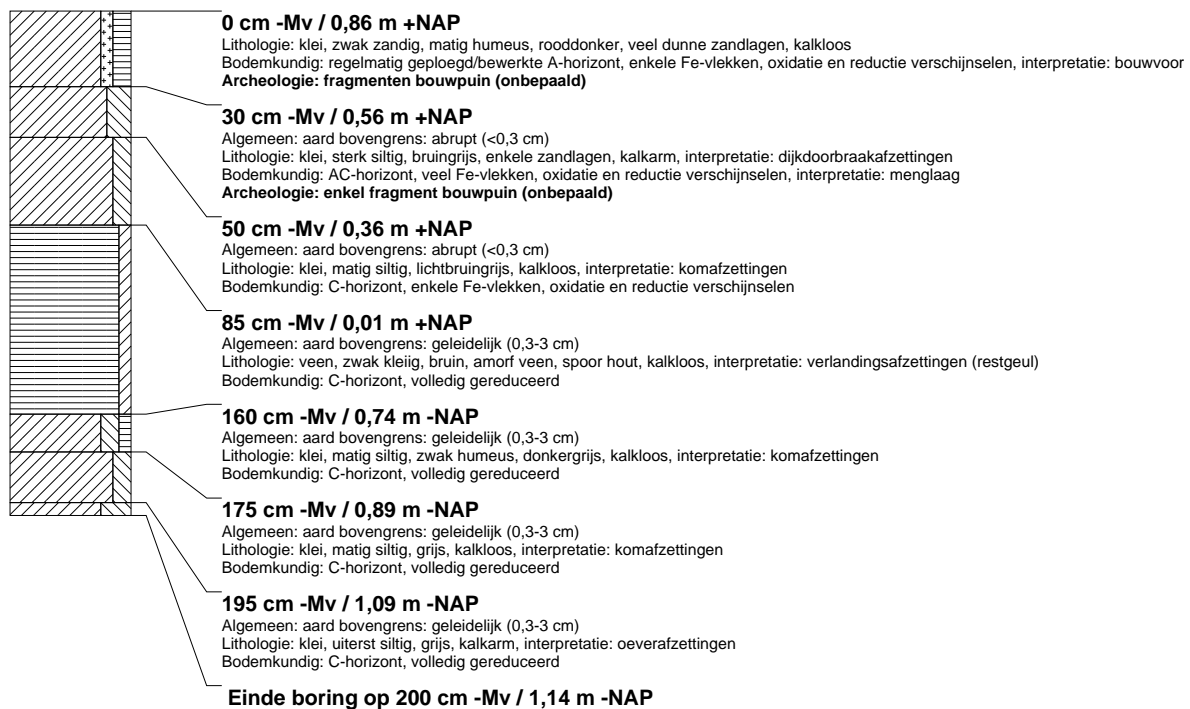 0 cm -Mv / 0,86 m +NAP
Lithologie: klei, zwak zandig, matig humeus, rooddonker, veel dunne zandlagen, kalkloos
Bodemkundig: regelmatig geploegd/bewerkte A-horizont, enkele Fe-vlekken, oxidatie en reductie verschijnselen, interpretatie: bouwvoor
Archeologie: fragmenten bouwpuin (onbepaald)
30 cm -Mv / 0,56 m +NAP
Algemeen: aard bovengrens: abrupt (<0,3 cm)
Lithologie: klei, sterk siltig, bruingrijs, enkele zandlagen, kalkarm, interpretatie: dijkdoorbraakafzettingen
Bodemkundig: AC-horizont, veel Fe-vlekken, oxidatie en reductie verschijnselen, interpretatie: menglaag
Archeologie: enkel fragment bouwpuin (onbepaald)
50 cm -Mv / 0,36 m +NAP
Algemeen: aard bovengrens: abrupt (<0,3 cm)
Lithologie: klei, matig siltig, lichtbruingrijs, kalkloos, interpretatie: komafzettingen
Bodemkundig: C-horizont, enkele Fe-vlekken, oxidatie en reductie verschijnselen
85 cm -Mv / 0,01 m +NAP
Algemeen: aard bovengrens: geleidelijk (0,3-3 cm)
Lithologie: veen, zwak kleiig, bruin, amorf veen, spoor hout, kalkloos, interpretatie: verlandingsafzettingen (restgeul)
Bodemkundig: C-horizont, volledig gereduceerd
160 cm -Mv / 0,74 m -NAP
Algemeen: aard bovengrens: geleidelijk (0,3-3 cm)
Lithologie: klei, matig siltig, zwak humeus, donkergrijs, kalkloos, interpretatie: komafzettingen
Bodemkundig: C-horizont, volledig gereduceerd
175 cm -Mv / 0,89 m -NAP
Algemeen: aard bovengrens: geleidelijk (0,3-3 cm)
Lithologie: klei, matig siltig, grijs, kalkloos, interpretatie: komafzettingen
Bodemkundig: C-horizont, volledig gereduceerd
195 cm -Mv / 1,09 m -NAP
Algemeen: aard bovengrens: geleidelijk (0,3-3 cm)
Lithologie: klei, uiterst siltig, grijs, kalkarm, interpretatie: oeverafzettingen
Bodemkundig: C-horizont, volledig gereduceerd
Einde boring op 200 cm -Mv / 1,14 m -NAP